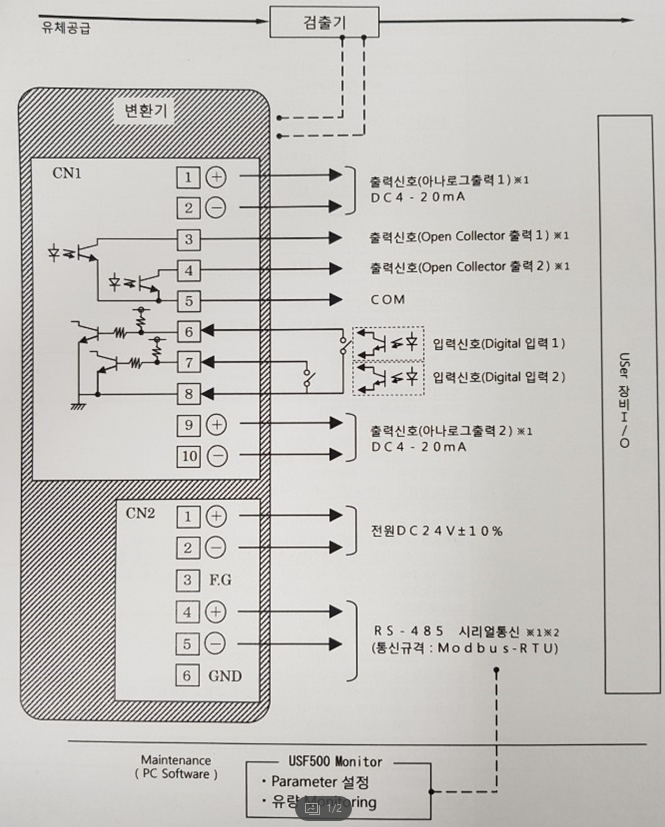 검출기
유체공급
변환기
CN1
1 +
2 −
출력신호(아나로그출력1)※1
DC4-20mA
3
출력신호(Open Collector 출력1) ※1
4
출력신호(Open Collector 출력2) ※1
5
COM
6
입력신호(Digital 입력1)
7
입력신호(Digital 입력2)
8
9 +
10 −
출력신호(아나로그출력2) ※1
DC4-20mA
USer 장비I/O
CN2
1 +
2 −
전원DC24V±10%
3 F.G
4 +
5 −
6 GND
RS-485 시리얼통신 ※1※2
(통신규격:Modbus-RTU)
Maintenance
( PC Software )
USF500 Monitor
· Parameter 설정
· 유량 Monitoring
1/2